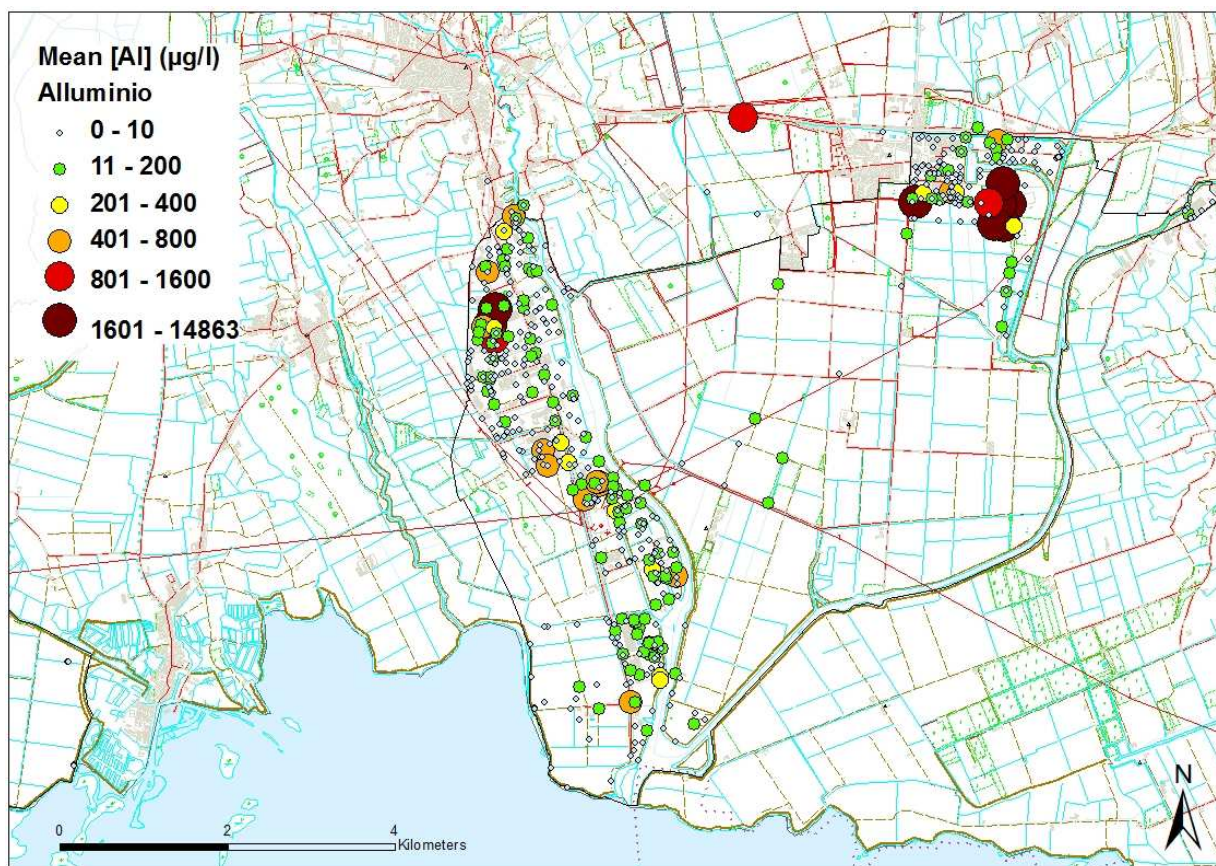 Mean [Al] (µg/l)
Alluminio
0 - 10
11 - 200
201 - 400
401 - 800
801 - 1600
1601 - 14863
N
0 2 4
Kilometers